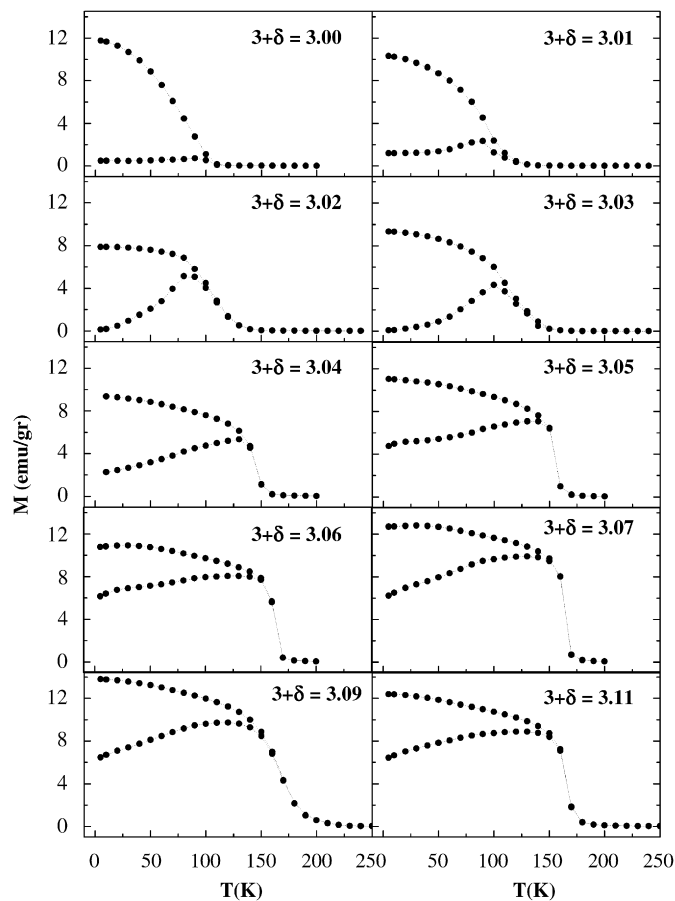 3+δ = 3.00
3+δ = 3.01
12
8
4
0
3+δ = 3.02
3+δ = 3.03
12
8
4
0
3+δ = 3.04
3+δ = 3.05
12
8
4
0
M (emu/gr)
3+δ = 3.06
3+δ = 3.07
12
8
4
0
3+δ = 3.09
3+δ = 3.11
12
8
4
0
0 50 100 150 200 50 100 150 200 250
T(K) T(K)